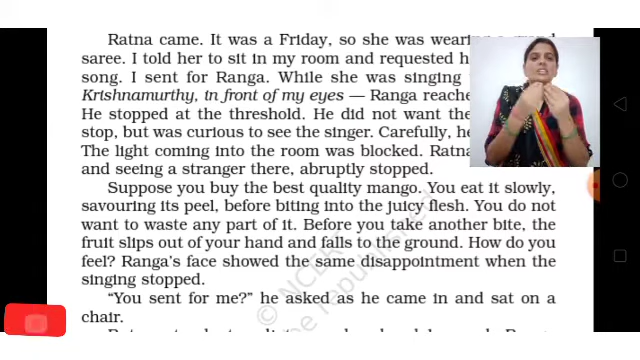 Ratna came. It was a Friday, so she was wearing a grand
saree. I told her to sit in my room and requested
song. I sent for Ranga. While she was singing
Krishnamurthy, in front of my eyes — Ranga reached
He stopped at the threshold. He did not want the
stop, but was curious to see the singer. Carefully, he
The light coming into the room was blocked. Ratna
and seeing a stranger there, abruptly stopped.
Suppose you buy the best quality mango. You eat it slowly,
savouring its peel, before biting into the juicy flesh. You do not
want to waste any part of it. Before you take another bite, the
fruit slips out of your hand and falls to the ground. How do you
feel? Ranga's face showed the same disappointment when the
singing stopped.
“You sent for me?” he asked as he came in and sat on a
chair.
© NCERT
be republished